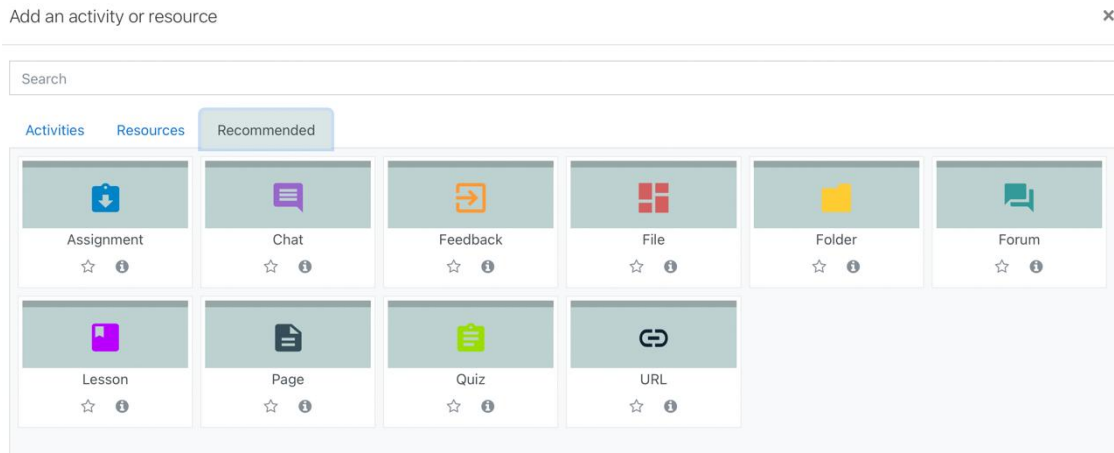 Add an activity or resource
Search
Activities Resources Recommended
Assignment Chat Feedback File Folder Forum
Lesson Page Quiz URL